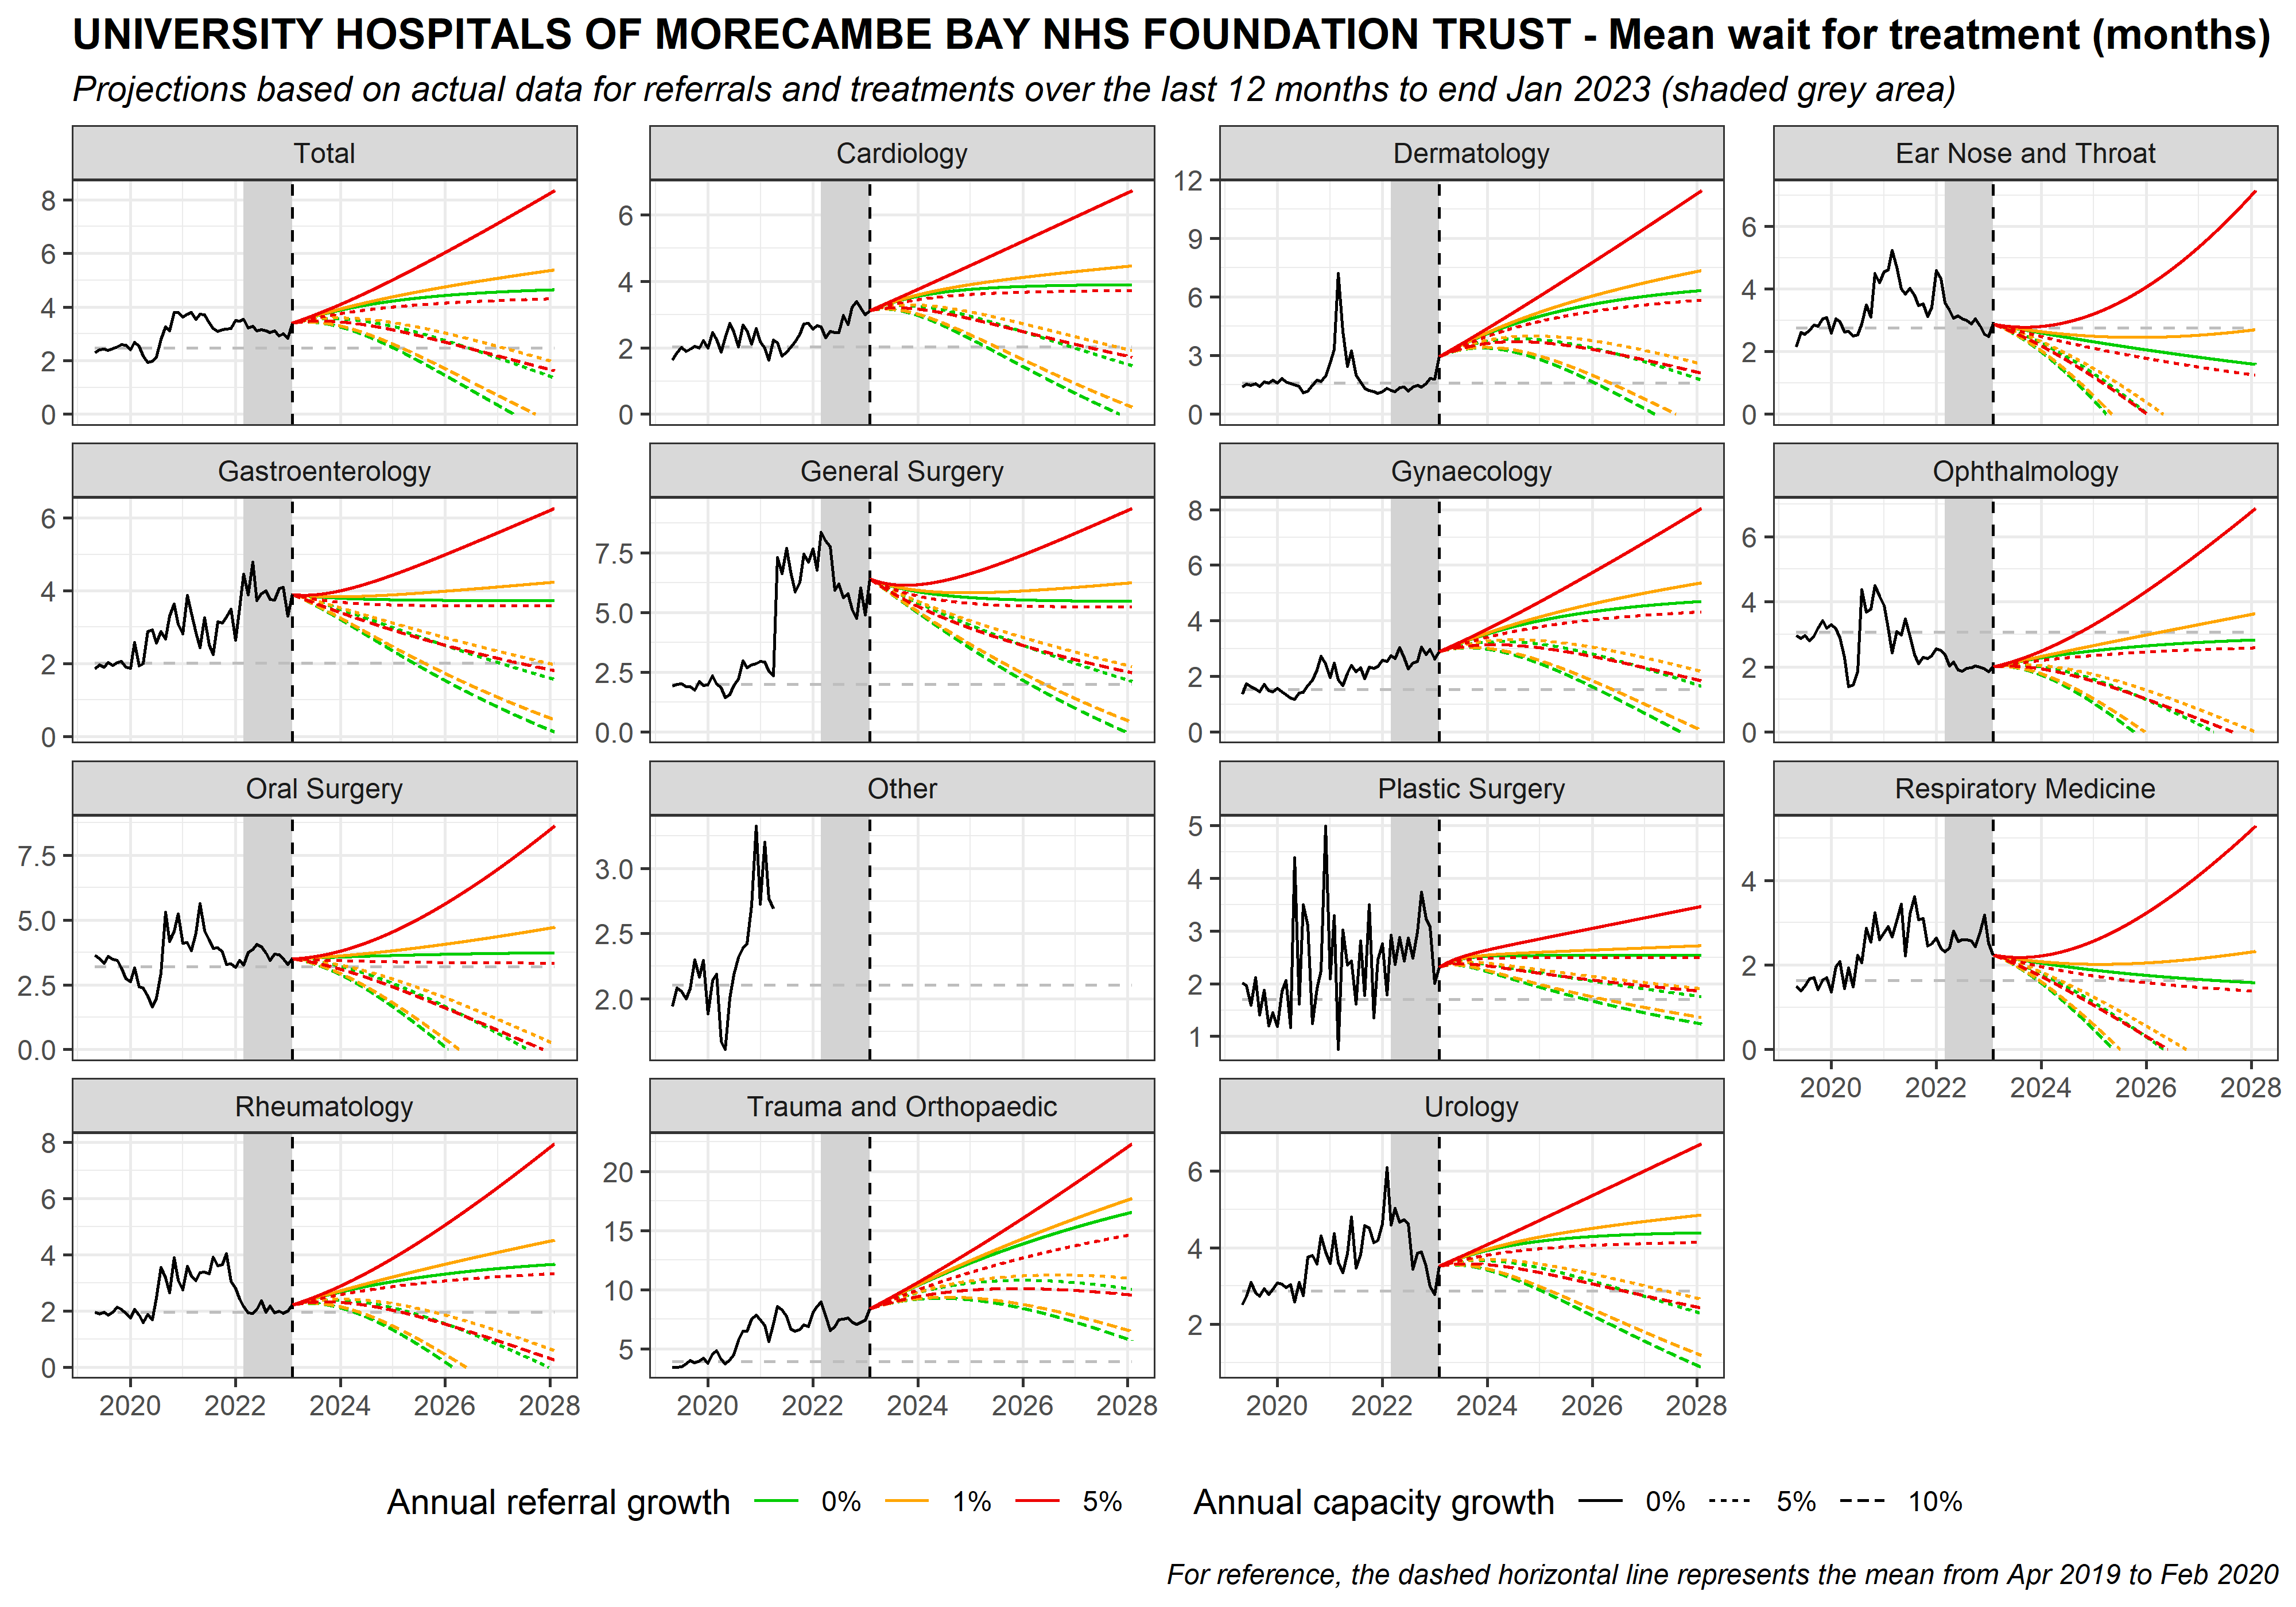 UNIVERSITY HOSPITALS OF MORECAMBE BAY NHS FOUNDATION TRUST - Mean wait for treatment (months)
Projections based on actual data for referrals and treatments over the last 12 months to end Jan 2023 (shaded grey area)
Total
Cardiology
Dermatology
Ear Nose and Throat
8
6
4
2
0
6
4
2
0
12
9
6
3
0
6
4
2
0
Gastroenterology
General Surgery
Gynaecology
Ophthalmology
6
4
2
0
7.5
5.0
2.5
0.0
8
6
4
2
0
6
4
2
0
Oral Surgery
Other
Plastic Surgery
Respiratory Medicine
7.5
5.0
2.5
0.0
3.0
2.5
2.0
5
4
3
2
1
4
2
0
2020 2022 2024 2026 2028
Rheumatology
Trauma and Orthopaedic
Urology
8
6
4
2
0
20
15
10
5
6
4
2
2020 2022 2024 2026 2028
2020 2022 2024 2026 2028
2020 2022 2024 2026 2028
Annual referral growth 0% 1% 5%
Annual capacity growth 0% 5% 10%
For reference, the dashed horizontal line represents the mean from Apr 2019 to Feb 2020